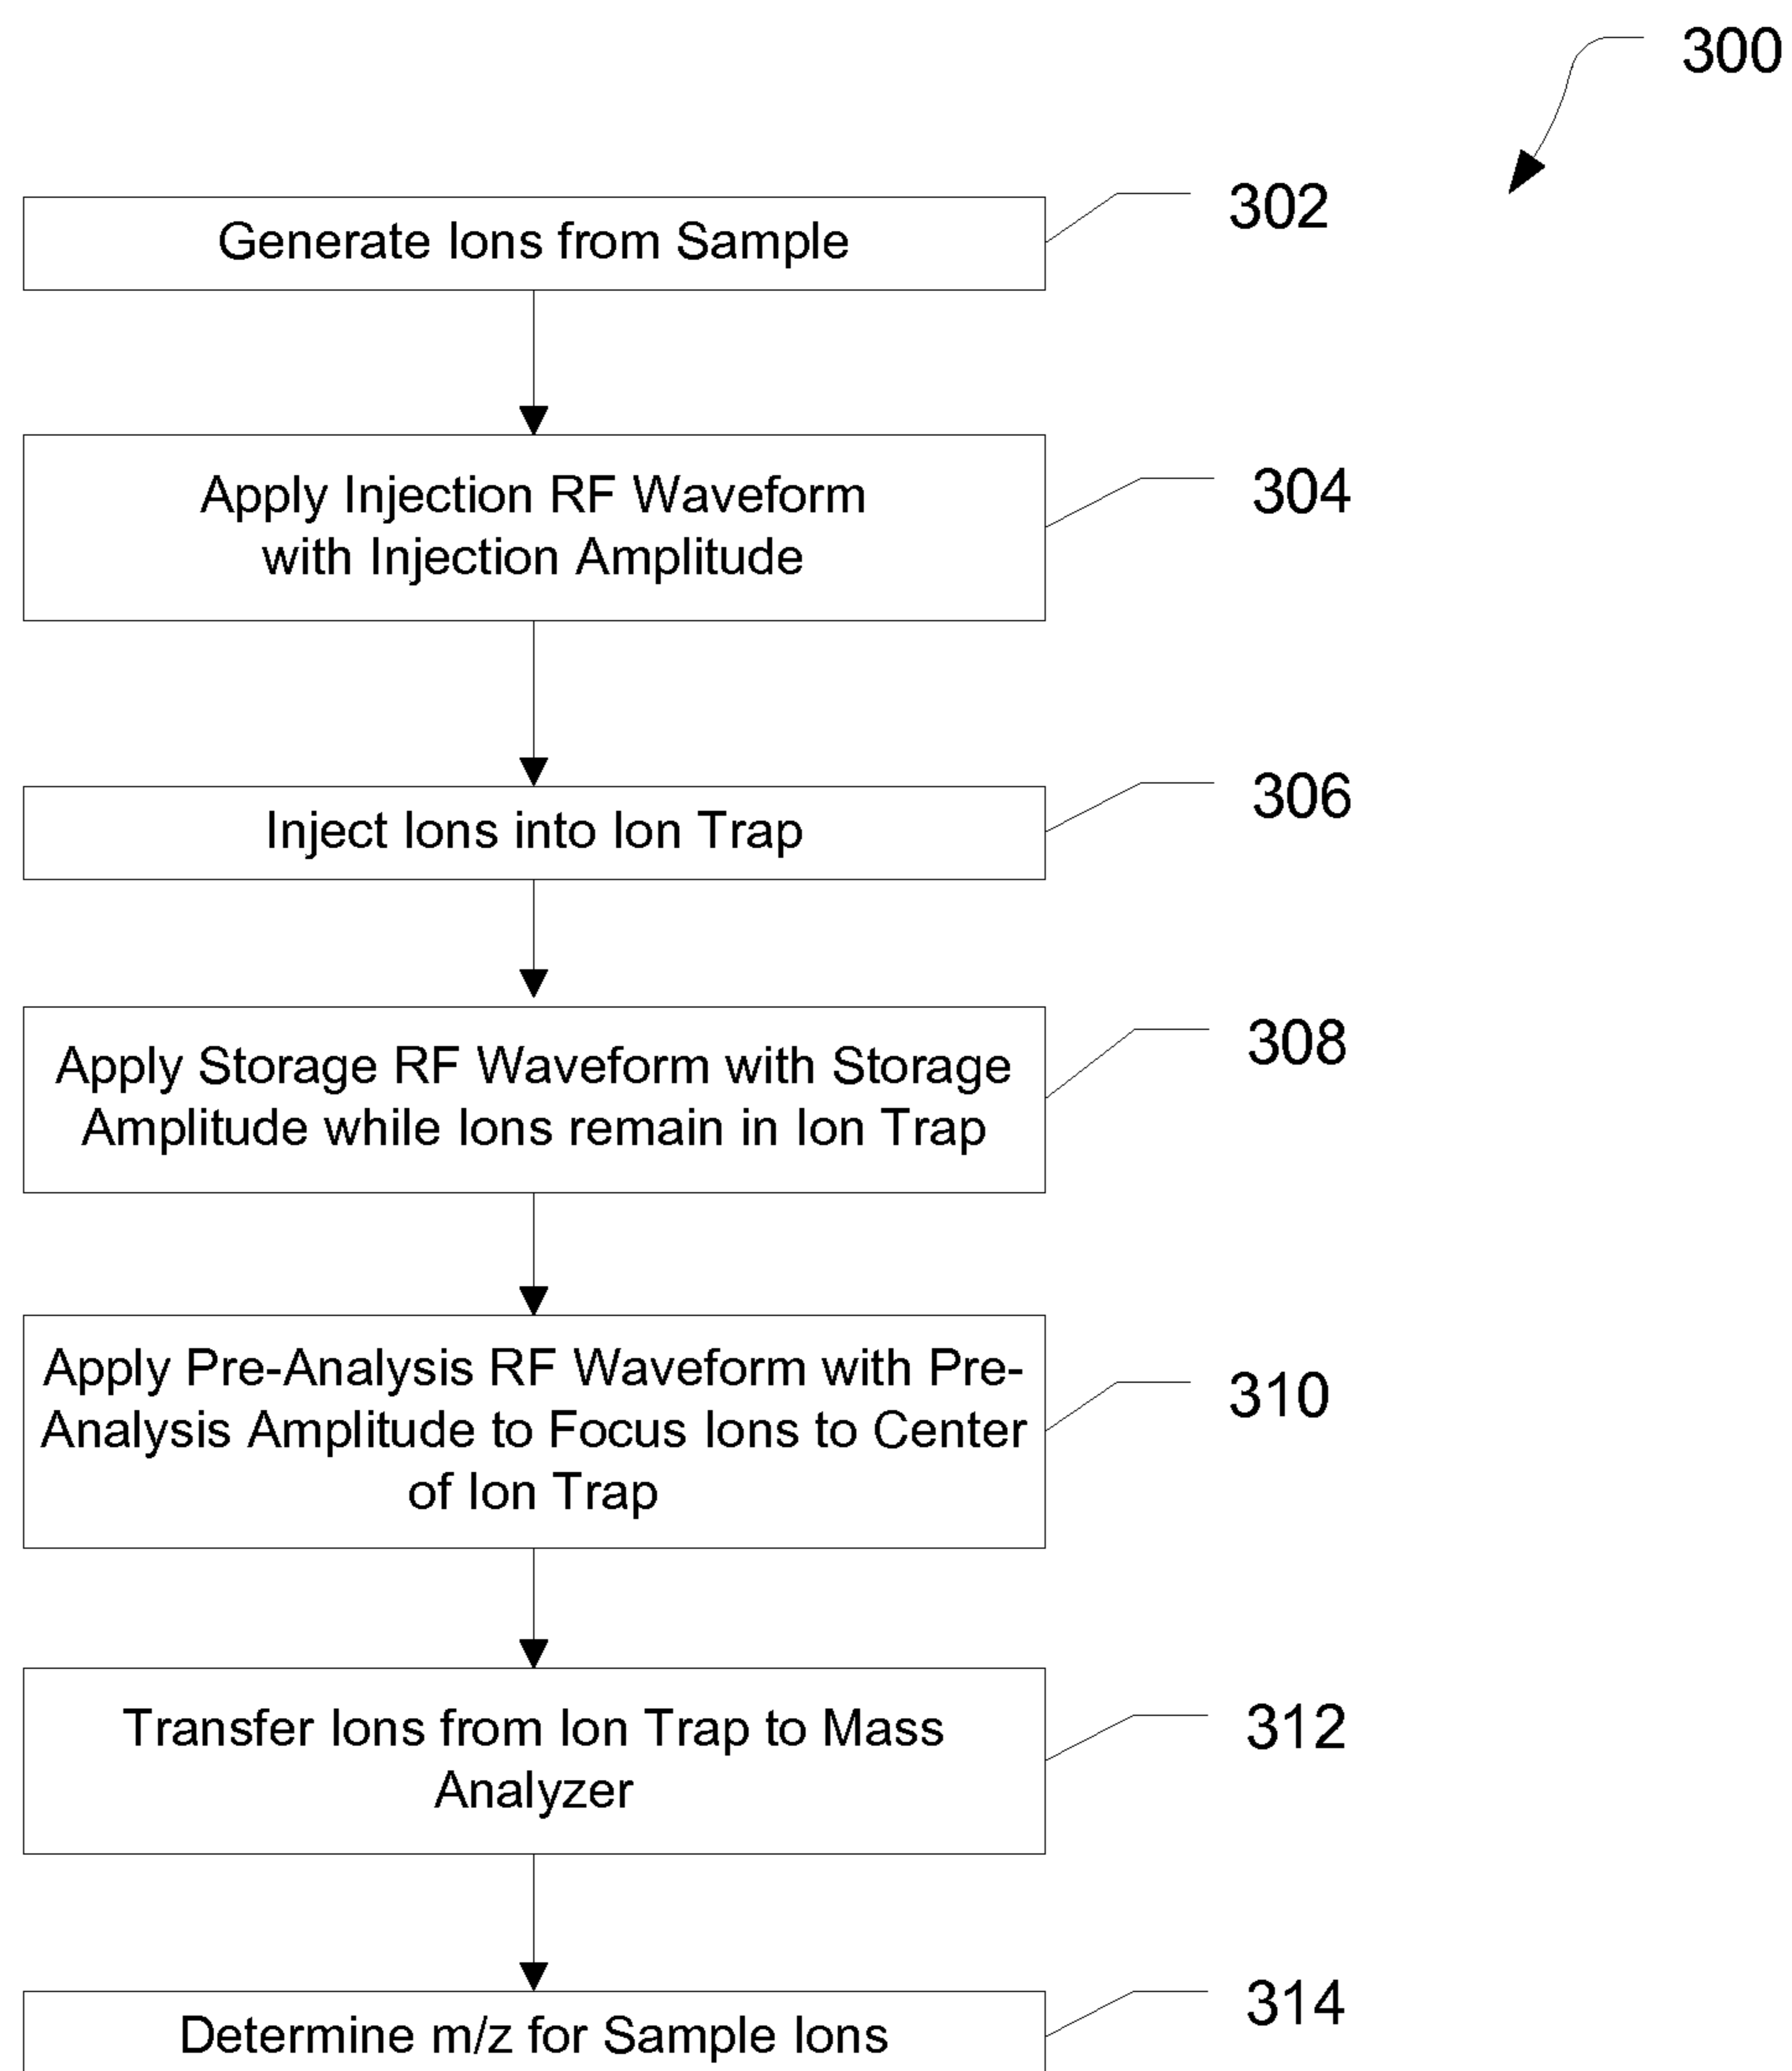 300
302
Generate Ions from Sample
304
Apply Injection RF Waveform
with Injection Amplitude
306
Inject Ions into Ion Trap
308
Apply Storage RF Waveform with Storage
Amplitude while Ions remain in Ion Trap
310
Apply Pre-Analysis RF Waveform with Pre-
Analysis Amplitude to Focus Ions to Center
of Ion Trap
312
Transfer Ions from Ion Trap to Mass
Analyzer
314
Determine m/z for Sample Ions